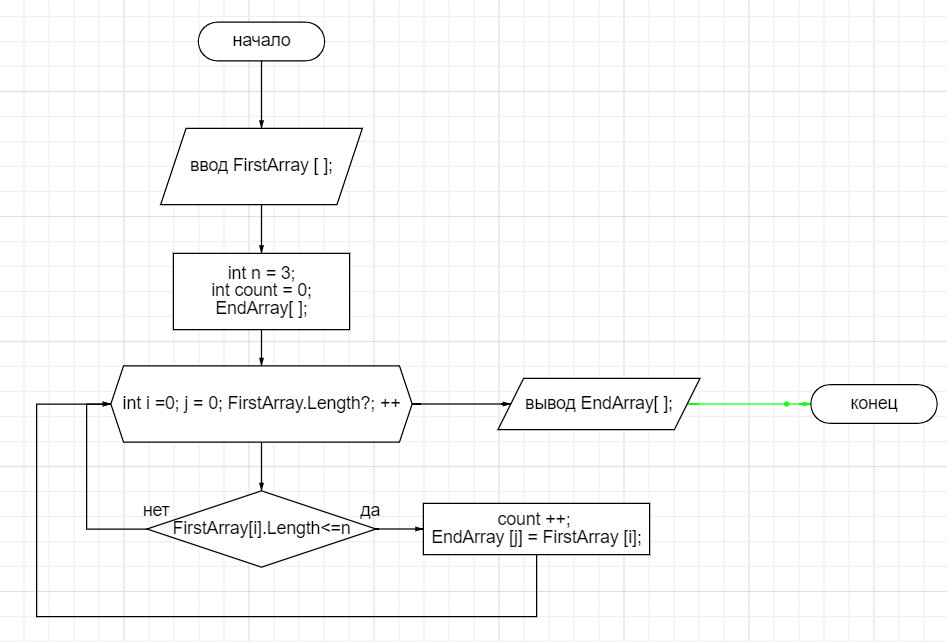 начало
ввод FirstArray [ ];
int n = 3;
int count = 0;
EndArray[ ];
int i =0; j = 0; FirstArray.Length?; ++
вывод EndArray[ ];
конец
нет
да
FirstArray[i].Length<=n
count ++;
EndArray [j] = FirstArray [i];